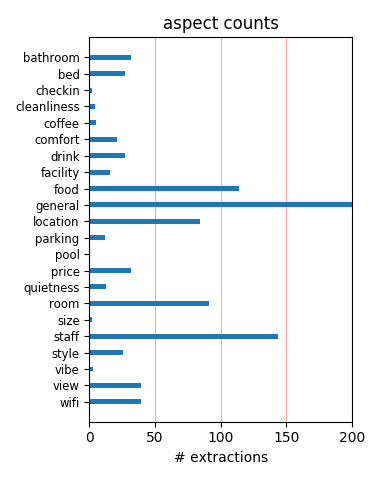 aspect counts
bathroom
bed
checkin
cleanliness
coffee
comfort
drink
facility
food
general
location
parking
pool
price
quietness
room
size
staff
style
vibe
view
wifi
0 50 100 150 200
# extractions